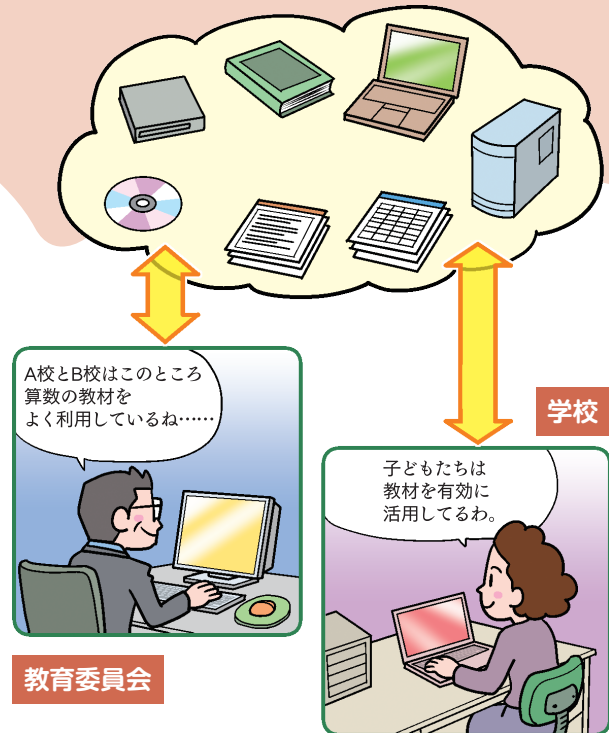 A校とB校はこのところ
算数の教材を
よく利用しているね……
教育委員会
学校
子どもたちは
教材を有効に
活用してるわ。